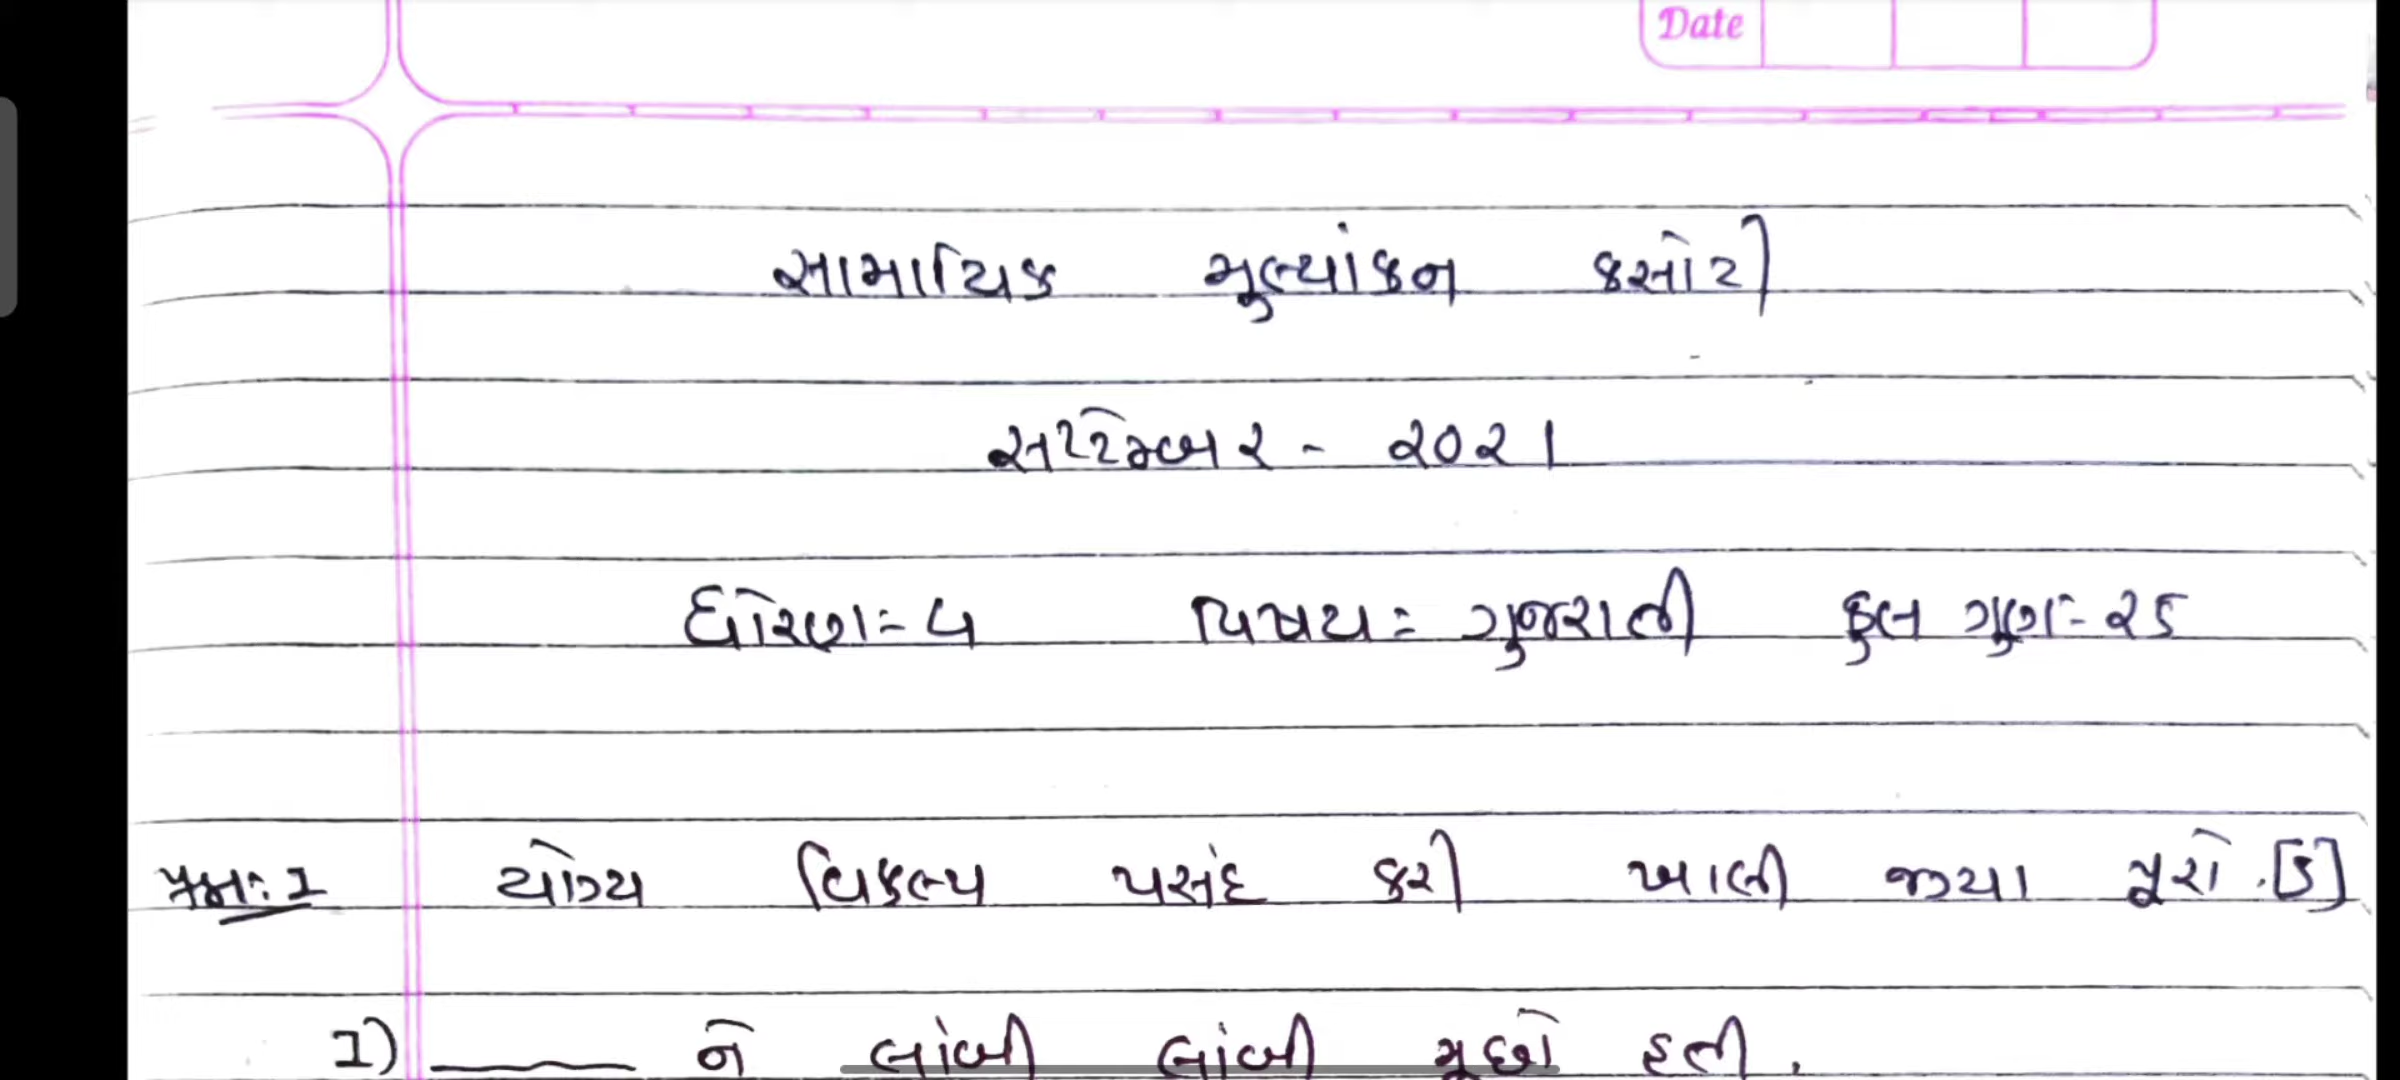 Date
સામાયિક મુલ્યાંકન કસોટી
સપ્ટેમ્બર - ૨૦૨૧
ધોરણઃ- ૫ વિષયઃ- ગુજરાતી કુલ ગુણઃ- ૨૫
પ્રશ્નઃ1 યોગ્ય વિકલ્પ પસંદ કરી ખાલી જગ્યા પૂરો. [5]
1) ____ ને લાંબી લાંબી મૂછો હતી.